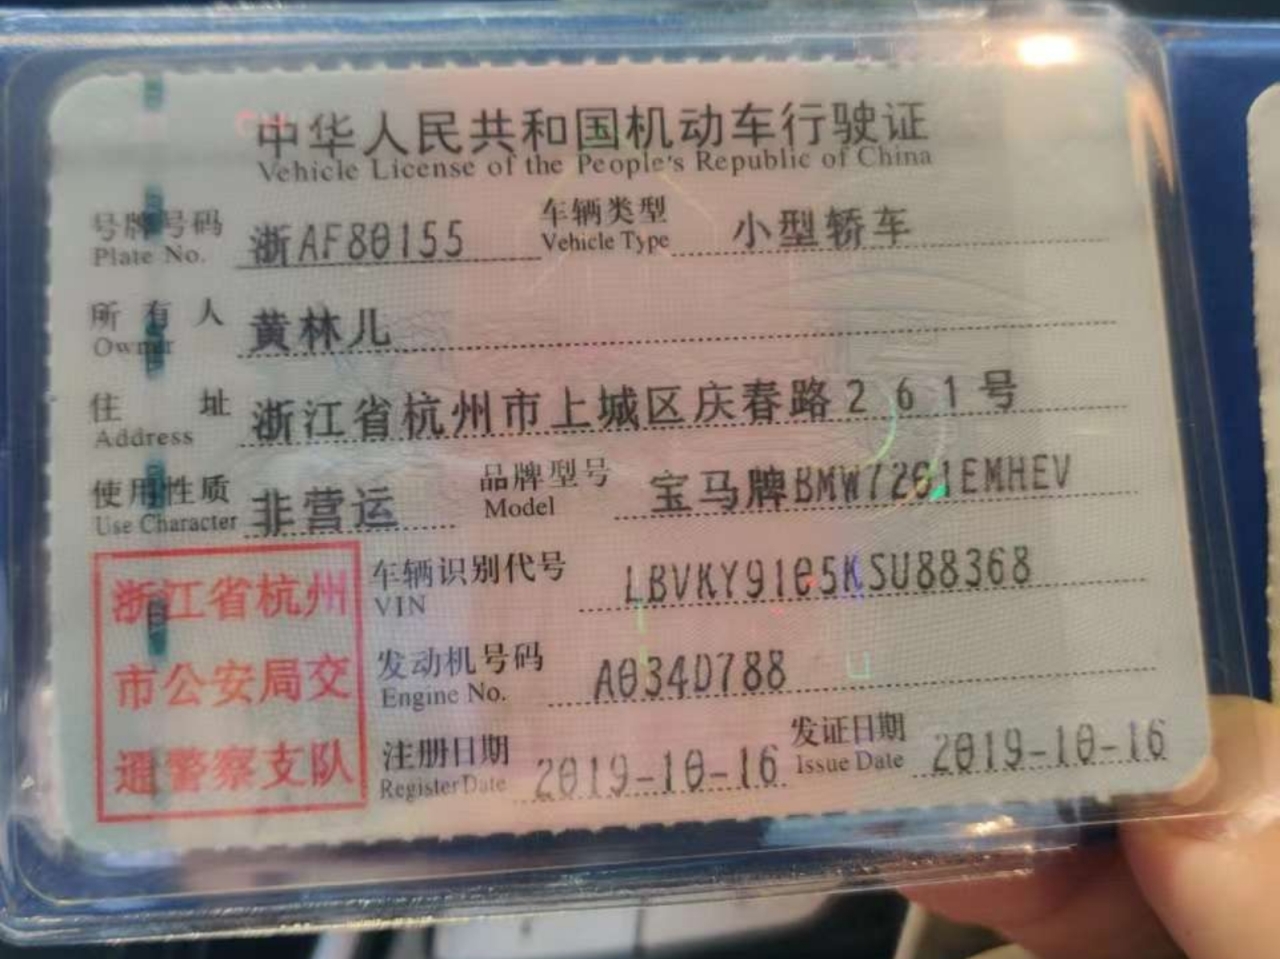 中华人民共和国机动车行驶证
Vehicle License of the People's Republic of China
号牌号码 浙AF80155 车辆类型 小型轿车
Plate No. Vehicle Type
所有人 黄林儿
Owner
住址 浙江省杭州市上城区庆春路261号
Address
使用性质 非营运 品牌型号 宝马牌BMW7201EMHEV
Use Character Model
浙江省杭州
市公安局交
通警察支队
车辆识别代号 LBVKY9105KSU88368
VIN
发动机号码 A034D788
Engine No.
注册日期 2019-10-16 发证日期 2019-10-16
Register Date Issue Date